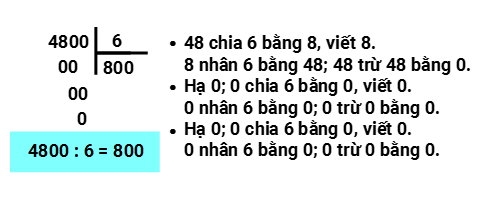 4800 6
00 800
00
0
4800 : 6 = 800
• 48 chia 6 bằng 8, viết 8.
8 nhân 6 bằng 48; 48 trừ 48 bằng 0.
• Hạ 0; 0 chia 6 bằng 0, viết 0.
0 nhân 6 bằng 0; 0 trừ 0 bằng 0.
• Hạ 0; 0 chia 6 bằng 0, viết 0.
0 nhân 6 bằng 0; 0 trừ 0 bằng 0.